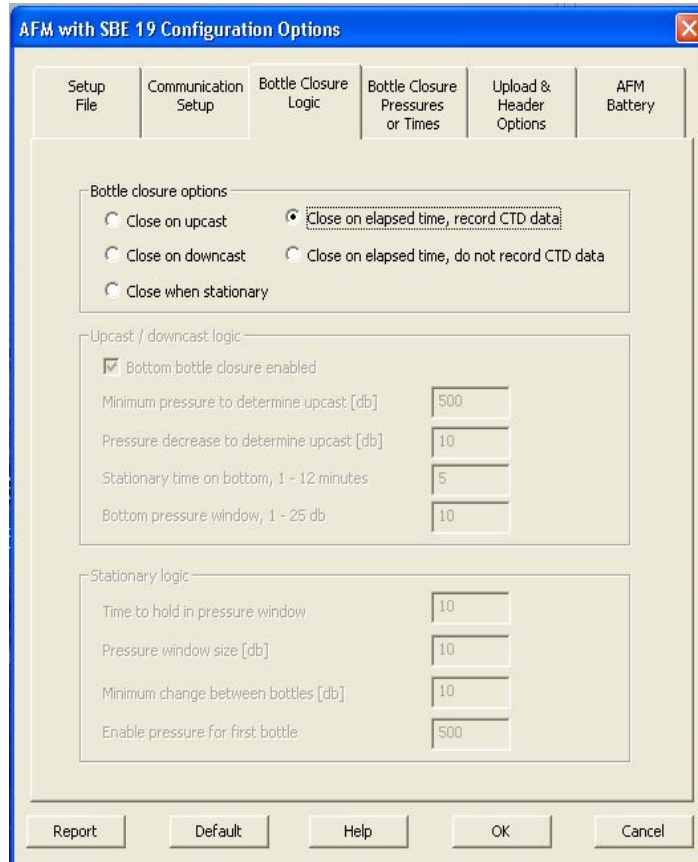 AFM with SBE 19 Configuration Options
Setup
File
Communication
Setup
Bottle Closure
Logic
Bottle Closure
Pressures
or Times
Upload &
Header
Options
AFM
Battery
Bottle closure options
Close on upcast
Close on elapsed time, record CTD data
Close on downcast
Close on elapsed time, do not record CTD data
Close when stationary
Upcast / downcast logic
Bottom bottle closure enabled
Minimum pressure to determine upcast [db] 500
Pressure decrease to determine upcast [db] 10
Stationary time on bottom, 1 - 12 minutes 5
Bottom pressure window, 1 - 25 db 10
Stationary logic
Time to hold in pressure window 10
Pressure window size [db] 10
Minimum change between bottles [db] 10
Enable pressure for first bottle 500
Report Default Help OK Cancel